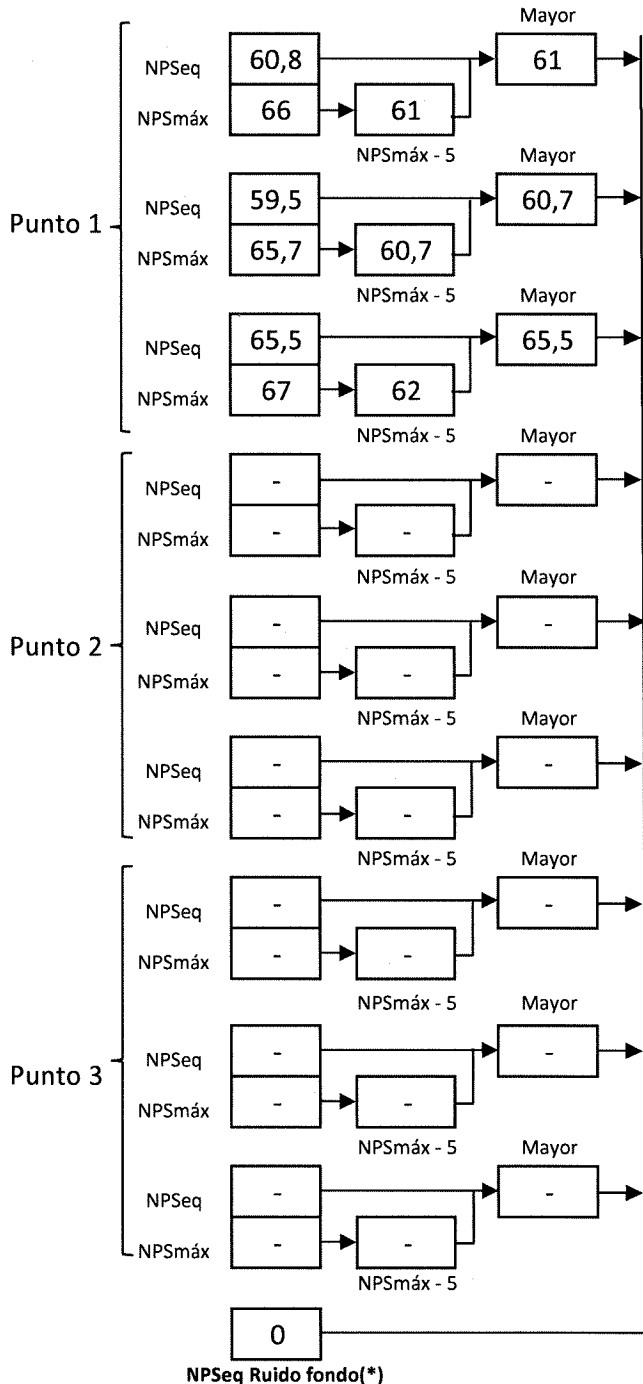 Mayor
NPSeq 60,8 61
NPSmáx 66 61
NPSmáx - 5 Mayor
Punto 1
NPSeq 59,5 60,7
NPSmáx 65,7 60,7
NPSmáx - 5 Mayor
NPSeq 65,5 65,5
NPSmáx 67 62
NPSmáx - 5 Mayor
NPSeq - -
NPSmáx - -
NPSmáx - 5 Mayor
Punto 2
NPSeq - -
NPSmáx - -
NPSmáx - 5 Mayor
NPSeq - -
NPSmáx - -
NPSmáx - 5 Mayor
NPSeq - -
NPSmáx - -
NPSmáx - 5 Mayor
Punto 3
NPSeq - -
NPSmáx - -
NPSmáx - 5 Mayor
NPSeq - -
NPSmáx - -
NPSmáx - 5
0
NPSeq Ruido fondo(*)